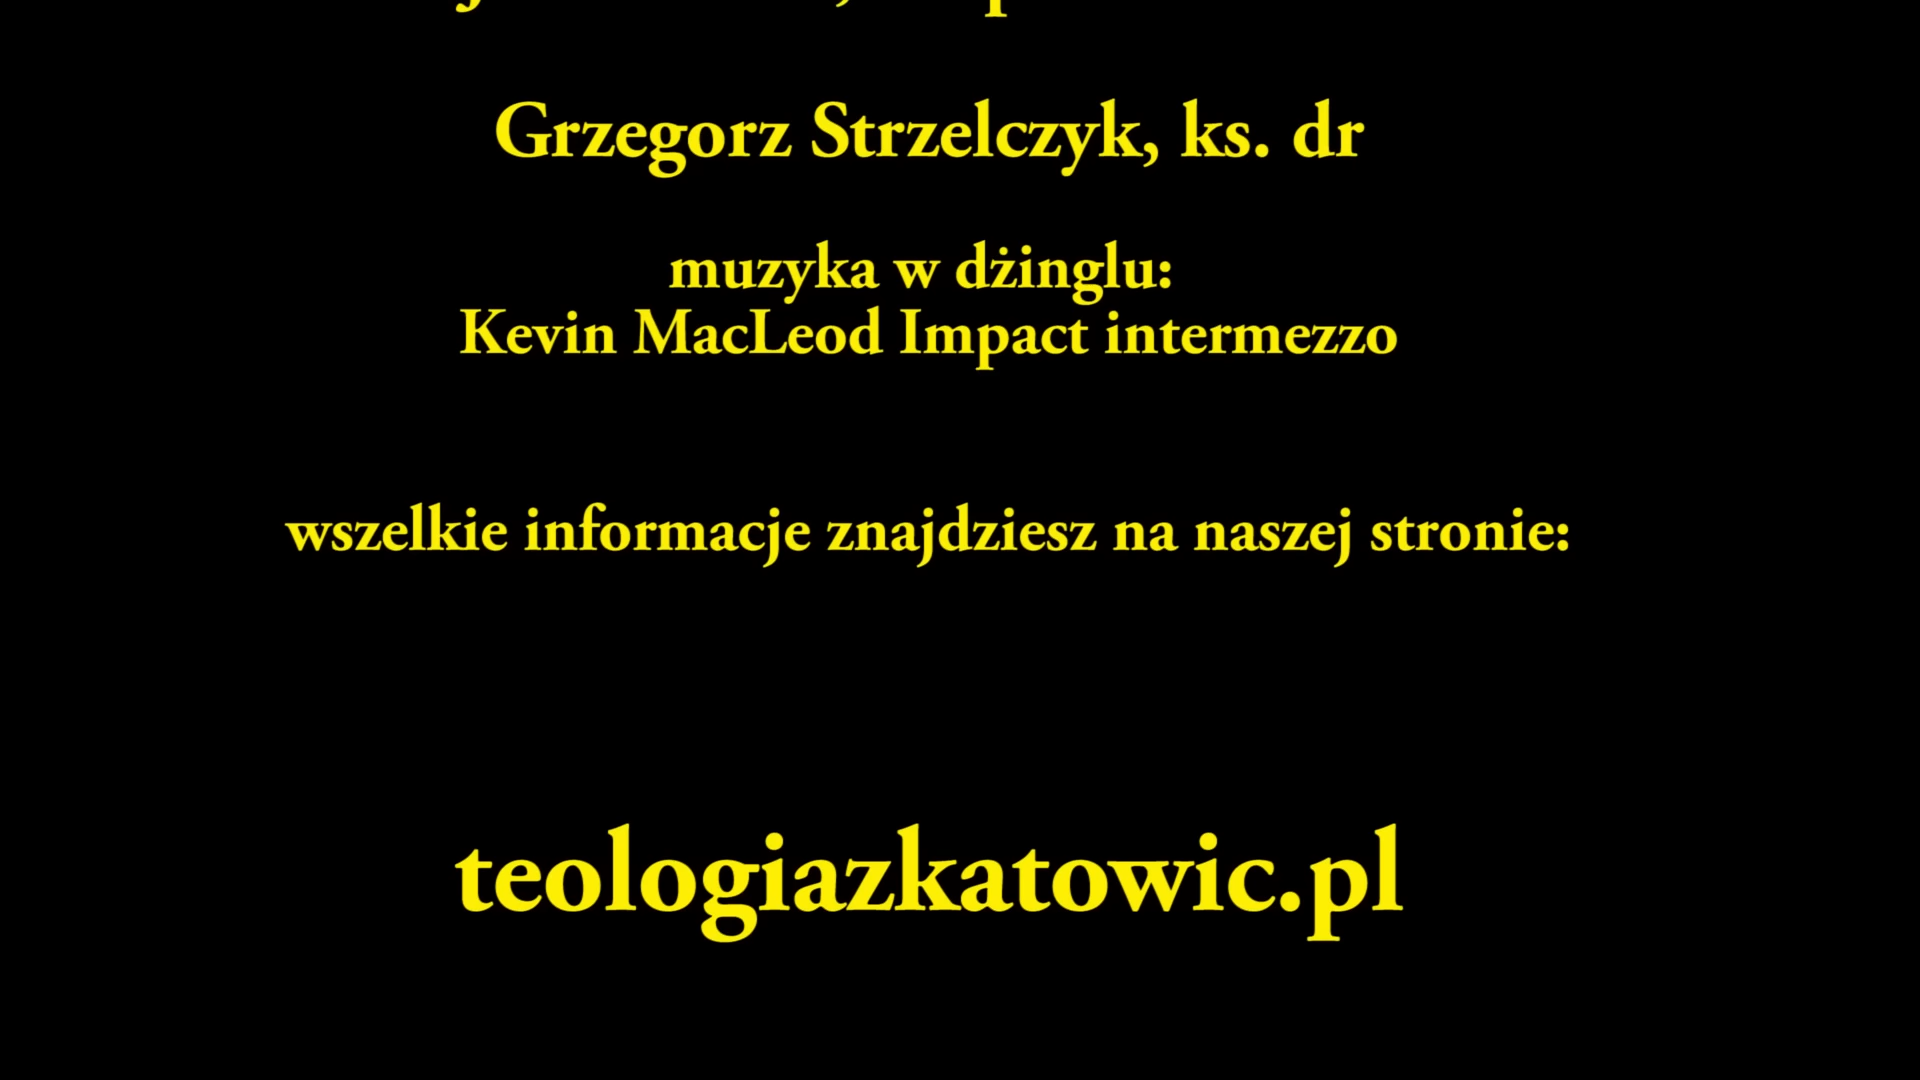 Grzegorz Strzelczyk, ks. dr
muzyka w dżinglu:
Kevin MacLeod Impact intermezzo
wszelkie informacje znajdziesz na naszej stronie:
teologiazkatowic.pl